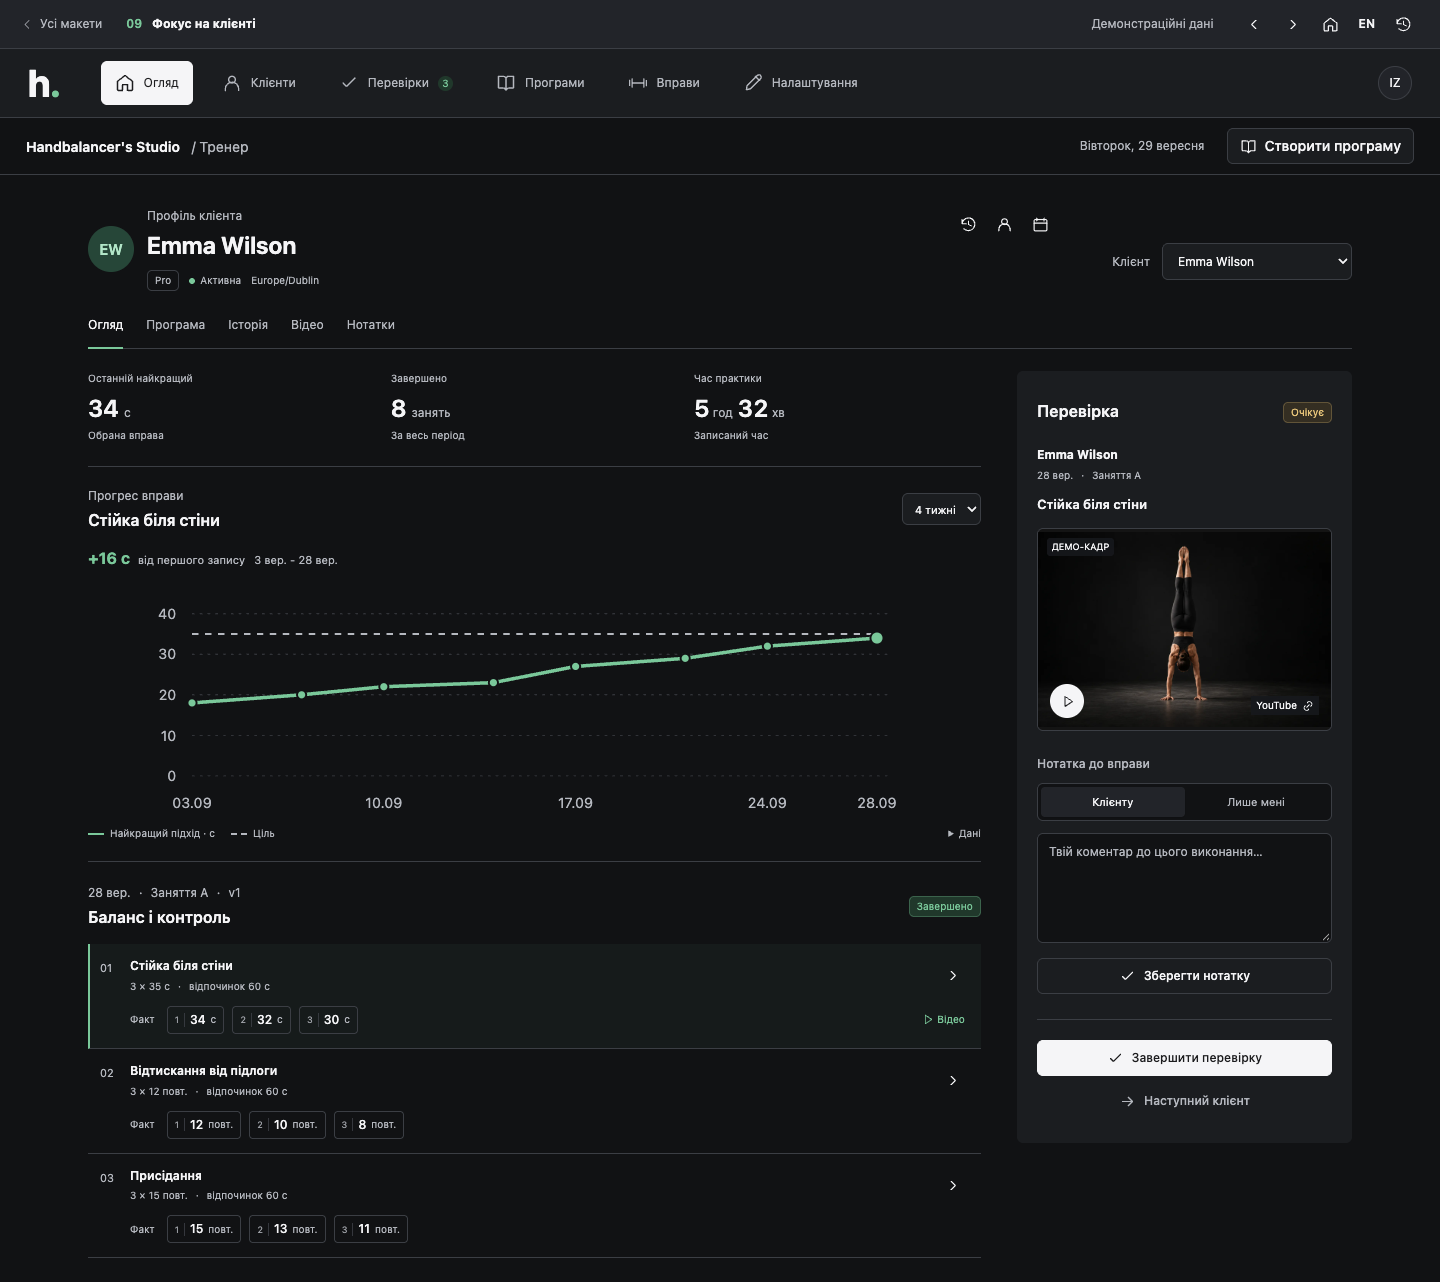 Усі макети 09 Фокус на клієнті Демонстраційні дані EN
h. Огляд Клієнти Перевірки 3 Програми Вправи Налаштування IZ
Handbalancer's Studio / Тренер Вівторок, 29 вересня Створити програму
Профіль клієнта
EW Emma Wilson
Pro Активна Europe/Dublin
Клієнт Emma Wilson
Огляд Програма Історія Відео Нотатки
Останній найкращий Завершено Час практики
34 с 8 занять 5 год 32 хв
Обрана вправа За весь період Записаний час
Прогрес вправи
Стійка біля стіни
4 тижні
+16 с від першого запису 3 вер. - 28 вер.
40
30
20
10
0
03.09 10.09 17.09 24.09 28.09
Найкращий підхід · с Ціль Дані
28 вер. · Заняття A · v1
Баланс і контроль
Завершено
01 Стійка біля стіни
3 × 35 с · відпочинок 60 с
Факт 1 34 с 2 32 с 3 30 с Відео
02 Відтискання від підлоги
3 × 12 повт. · відпочинок 60 с
Факт 1 12 повт. 2 10 повт. 3 8 повт.
03 Присідання
3 × 15 повт. · відпочинок 60 с
Факт 1 15 повт. 2 13 повт. 3 11 повт.
Перевірка Очікує
Emma Wilson
28 вер. · Заняття A
Стійка біля стіни
ДЕМО-КАДР
YouTube
Нотатка до вправи
Клієнту Лише мені
Твій коментар до цього виконання...
Зберегти нотатку
Завершити перевірку
Наступний клієнт